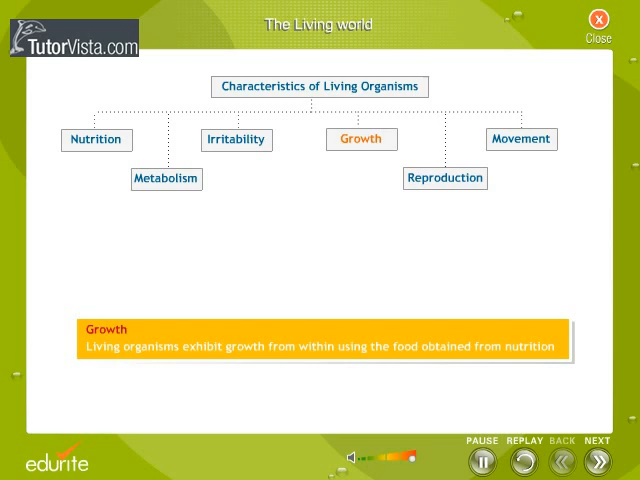 The Living world
Close
TutorVista.com
Characteristics of Living Organisms
Nutrition
Irritability
Growth
Movement
Metabolism
Reproduction
Growth
Living organisms exhibit growth from within using the food obtained from nutrition
PAUSE REPLAY BACK NEXT
edurite